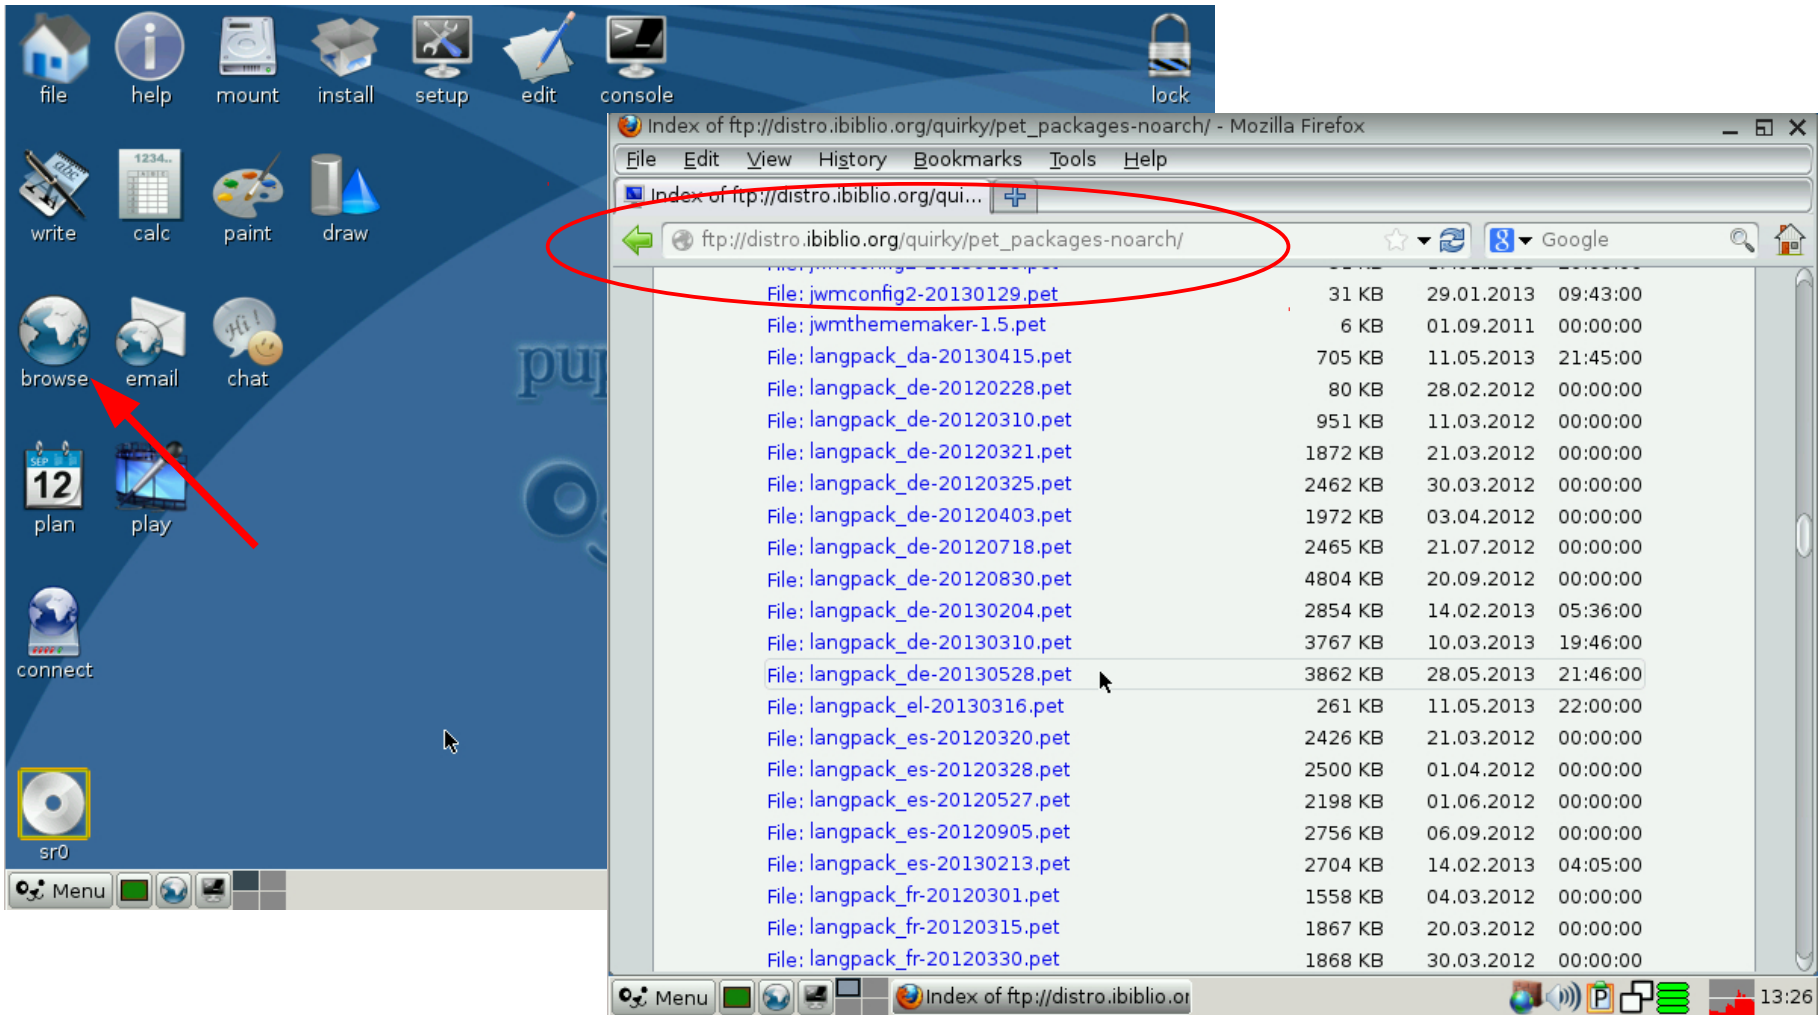 file help mount install setup edit console lock
1234..
abc
write calc paint draw
Hi !
browse email chat
pup
SEP
12
plan play
connect
sr0
Menu
Index of ftp://distro.ibiblio.org/quirky/pet_packages-noarch/ - Mozilla Firefox
File Edit View History Bookmarks Tools Help
Index of ftp://distro.ibiblio.org/qui...
ftp://distro.ibiblio.org/quirky/pet_packages-noarch/ 8 Google
File: jwmconfig2-20130129.pet 31 KB 29.01.2013 09:43:00
File: jwmthememaker-1.5.pet 6 KB 01.09.2011 00:00:00
File: langpack_da-20130415.pet 705 KB 11.05.2013 21:45:00
File: langpack_de-20120228.pet 80 KB 28.02.2012 00:00:00
File: langpack_de-20120310.pet 951 KB 11.03.2012 00:00:00
File: langpack_de-20120321.pet 1872 KB 21.03.2012 00:00:00
File: langpack_de-20120325.pet 2462 KB 30.03.2012 00:00:00
File: langpack_de-20120403.pet 1972 KB 03.04.2012 00:00:00
File: langpack_de-20120718.pet 2465 KB 21.07.2012 00:00:00
File: langpack_de-20120830.pet 4804 KB 20.09.2012 00:00:00
File: langpack_de-20130204.pet 2854 KB 14.02.2013 05:36:00
File: langpack_de-20130310.pet 3767 KB 10.03.2013 19:46:00
File: langpack_de-20130528.pet 3862 KB 28.05.2013 21:46:00
File: langpack_el-20130316.pet 261 KB 11.05.2013 22:00:00
File: langpack_es-20120320.pet 2426 KB 21.03.2012 00:00:00
File: langpack_es-20120328.pet 2500 KB 01.04.2012 00:00:00
File: langpack_es-20120527.pet 2198 KB 01.06.2012 00:00:00
File: langpack_es-20120905.pet 2756 KB 06.09.2012 00:00:00
File: langpack_es-20130213.pet 2704 KB 14.02.2013 04:05:00
File: langpack_fr-20120301.pet 1558 KB 04.03.2012 00:00:00
File: langpack_fr-20120315.pet 1867 KB 20.03.2012 00:00:00
File: langpack_fr-20120330.pet 1868 KB 30.03.2012 00:00:00
Menu Index of ftp://distro.ibiblio.or P 13:26